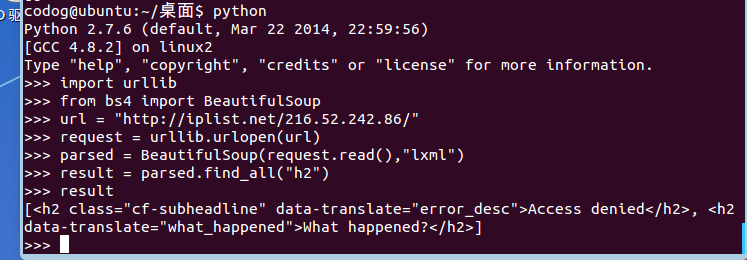 D 驱
codog@ubuntu:~/桌面$ python
Python 2.7.6 (default, Mar 22 2014, 22:59:56)
[GCC 4.8.2] on linux2
Type "help", "copyright", "credits" or "license" for more information.
>>> import urllib
>>> from bs4 import BeautifulSoup
>>> url = "http://iplist.net/216.52.242.86/"
>>> request = urllib.urlopen(url)
>>> parsed = BeautifulSoup(request.read(),"lxml")
>>> result = parsed.find_all("h2")
>>> result
[<h2 class="cf-subheadline" data-translate="error_desc">Access denied</h2>, <h2
data-translate="what_happened">What happened?</h2>]
>>>